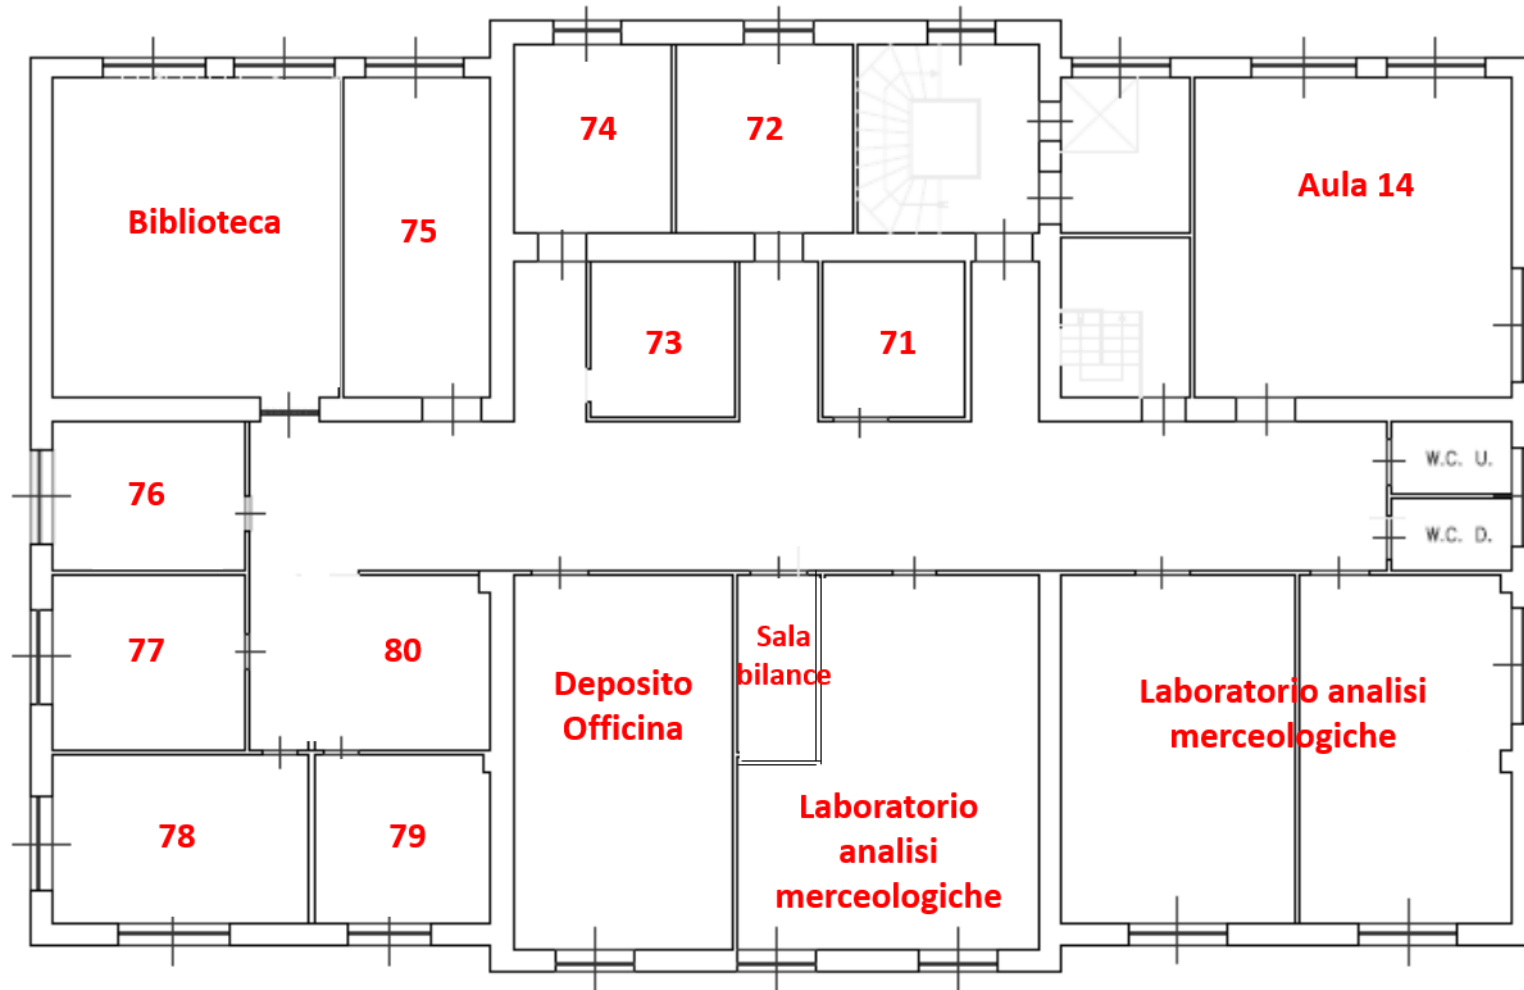 74
72
Aula 14
Biblioteca
75
73
71
W.C. U.
76
W.C. D.
77
80
Sala
bilance
Deposito
Officina
Laboratorio analisi
merceologiche
Laboratorio
analisi
merceologiche
78
79